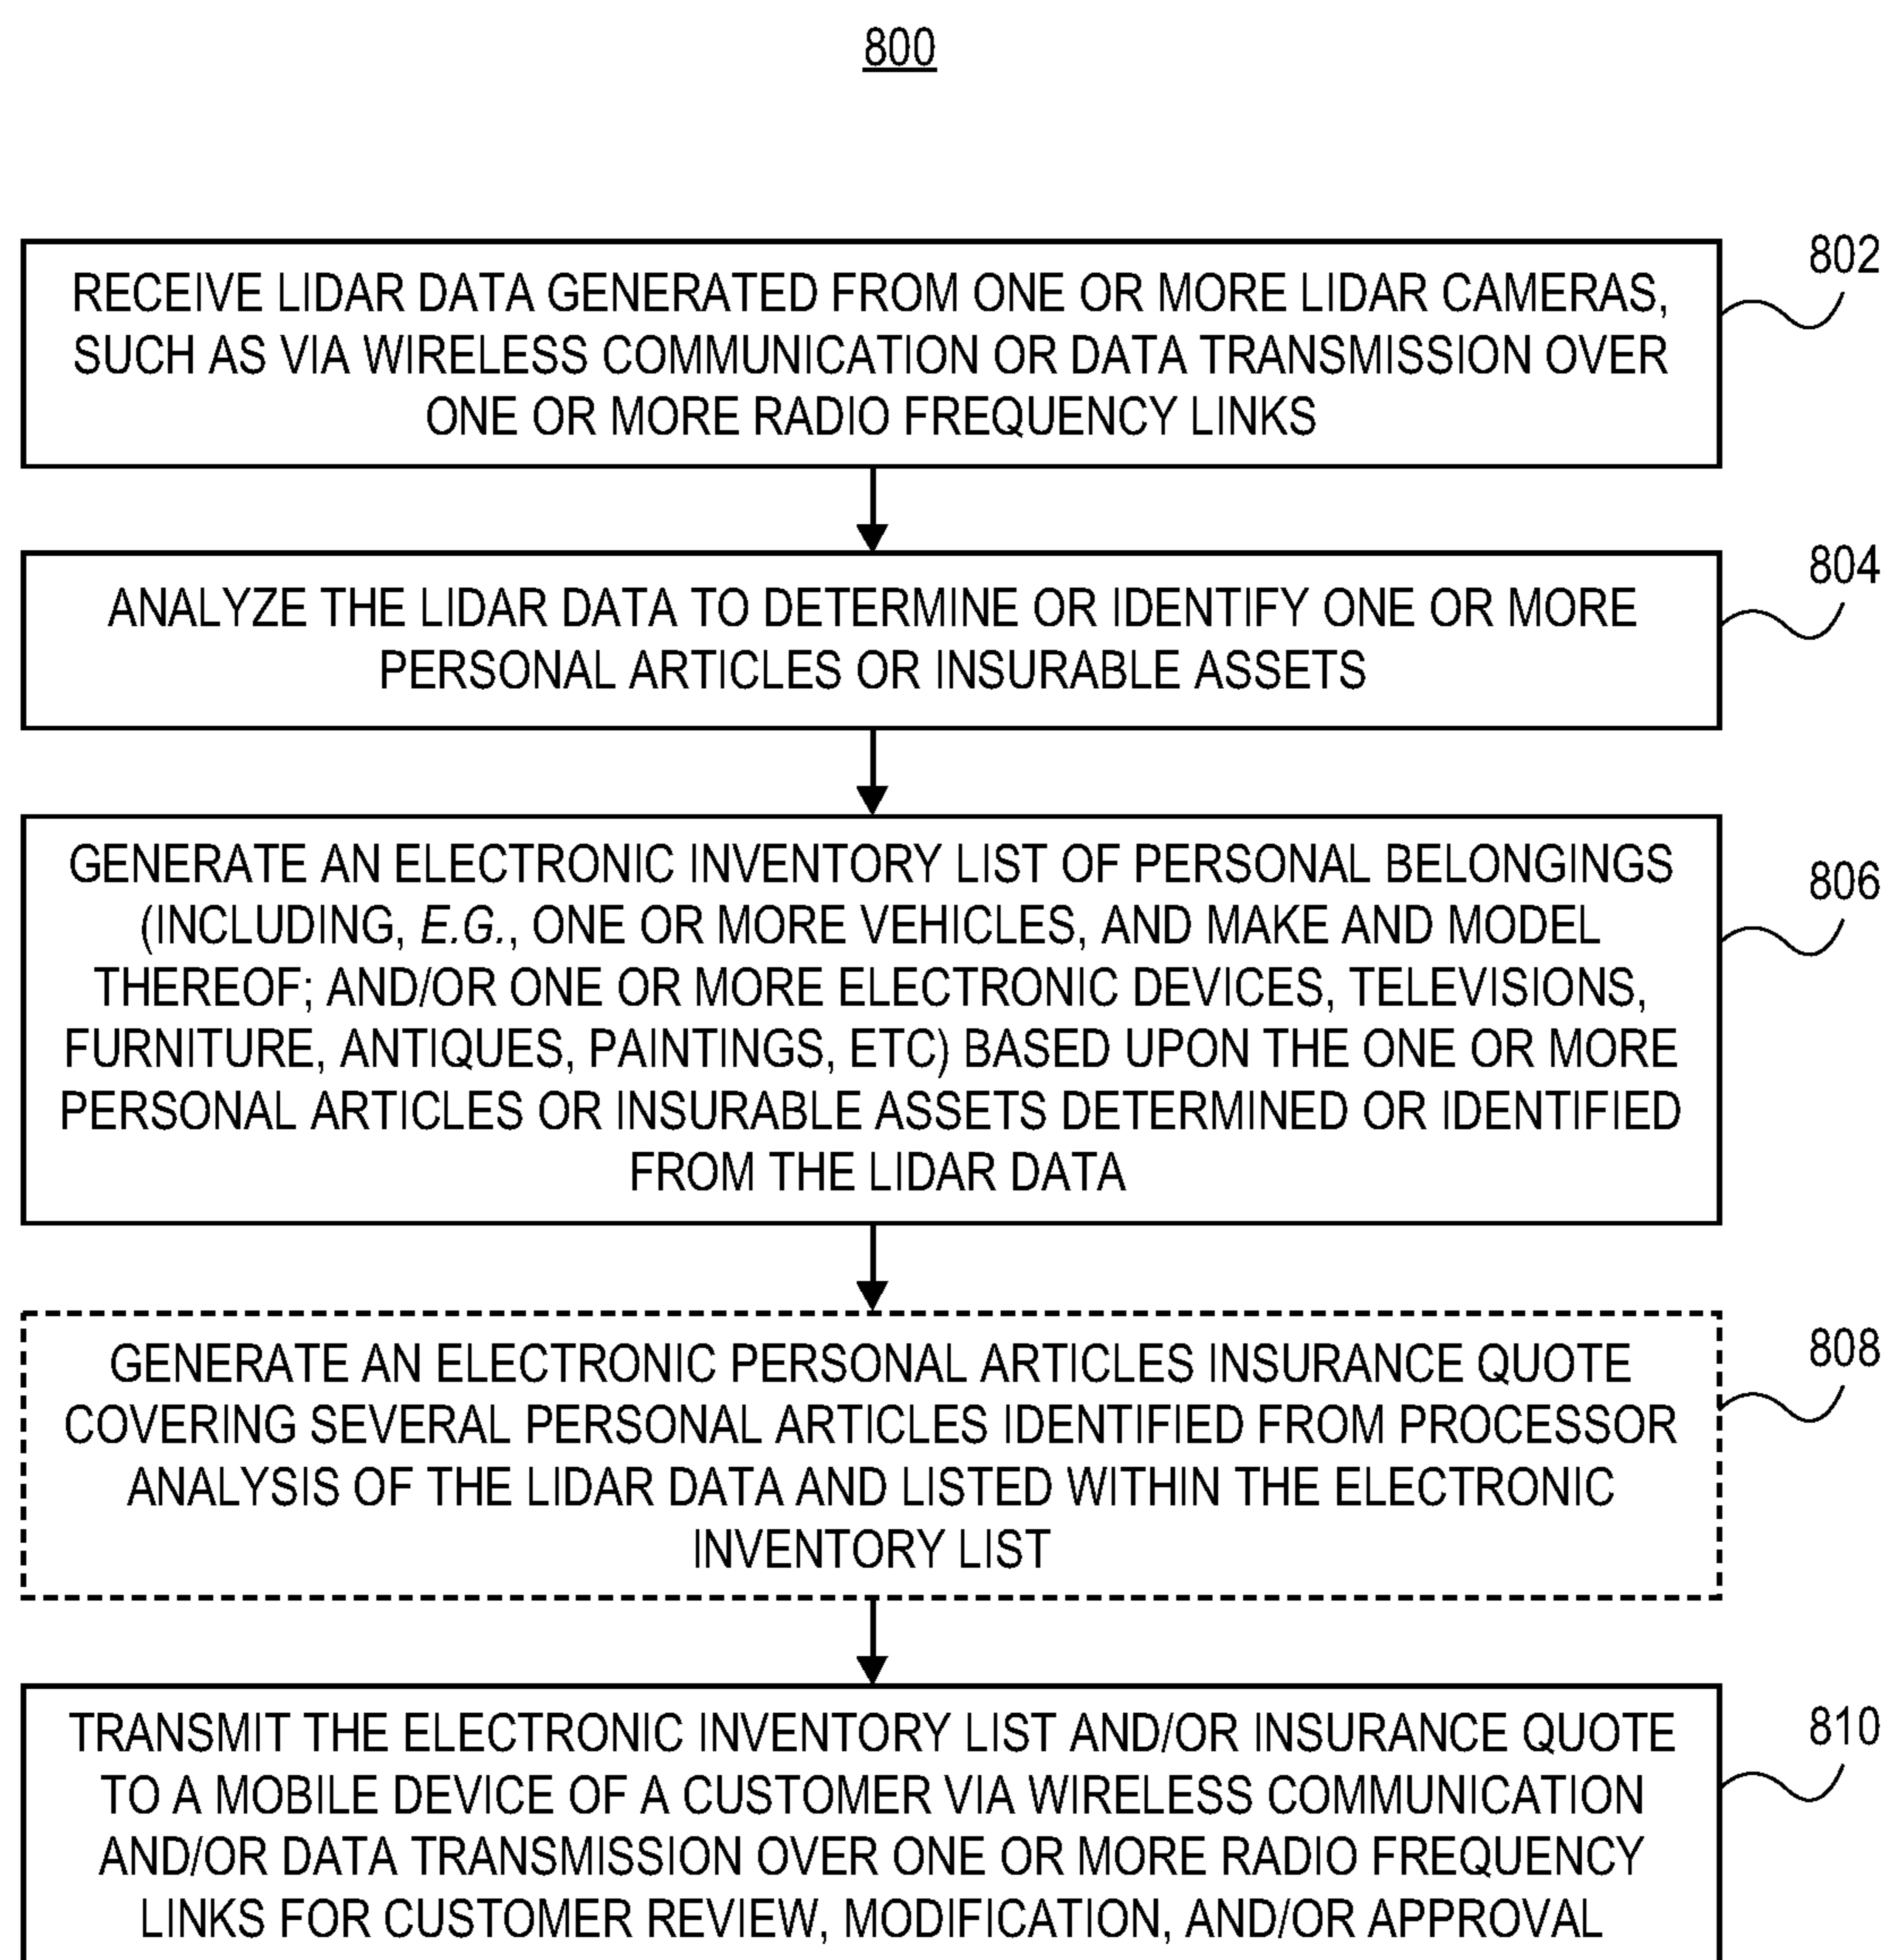 800
RECEIVE LIDAR DATA GENERATED FROM ONE OR MORE LIDAR CAMERAS,
SUCH AS VIA WIRELESS COMMUNICATION OR DATA TRANSMISSION OVER
ONE OR MORE RADIO FREQUENCY LINKS
802
ANALYZE THE LIDAR DATA TO DETERMINE OR IDENTIFY ONE OR MORE
PERSONAL ARTICLES OR INSURABLE ASSETS
804
GENERATE AN ELECTRONIC INVENTORY LIST OF PERSONAL BELONGINGS
(INCLUDING, E.G., ONE OR MORE VEHICLES, AND MAKE AND MODEL
THEREOF; AND/OR ONE OR MORE ELECTRONIC DEVICES, TELEVISIONS,
FURNITURE, ANTIQUES, PAINTINGS, ETC) BASED UPON THE ONE OR MORE
PERSONAL ARTICLES OR INSURABLE ASSETS DETERMINED OR IDENTIFIED
FROM THE LIDAR DATA
806
GENERATE AN ELECTRONIC PERSONAL ARTICLES INSURANCE QUOTE
COVERING SEVERAL PERSONAL ARTICLES IDENTIFIED FROM PROCESSOR
ANALYSIS OF THE LIDAR DATA AND LISTED WITHIN THE ELECTRONIC
INVENTORY LIST
808
TRANSMIT THE ELECTRONIC INVENTORY LIST AND/OR INSURANCE QUOTE
TO A MOBILE DEVICE OF A CUSTOMER VIA WIRELESS COMMUNICATION
AND/OR DATA TRANSMISSION OVER ONE OR MORE RADIO FREQUENCY
LINKS FOR CUSTOMER REVIEW, MODIFICATION, AND/OR APPROVAL
810